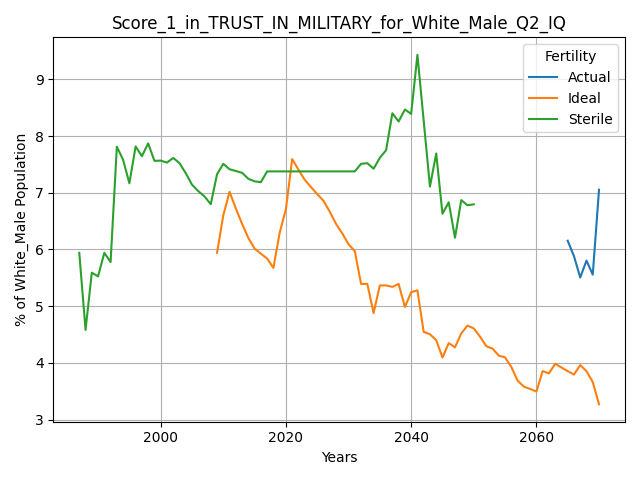 Score_1_in_TRUST_IN_MILITARY_for_White_Male_Q2_IQ
Fertility
Actual
Ideal
Sterile
% of White_Male Population
9
8
7
6
5
4
3
2000
2020
2040
2060
Years